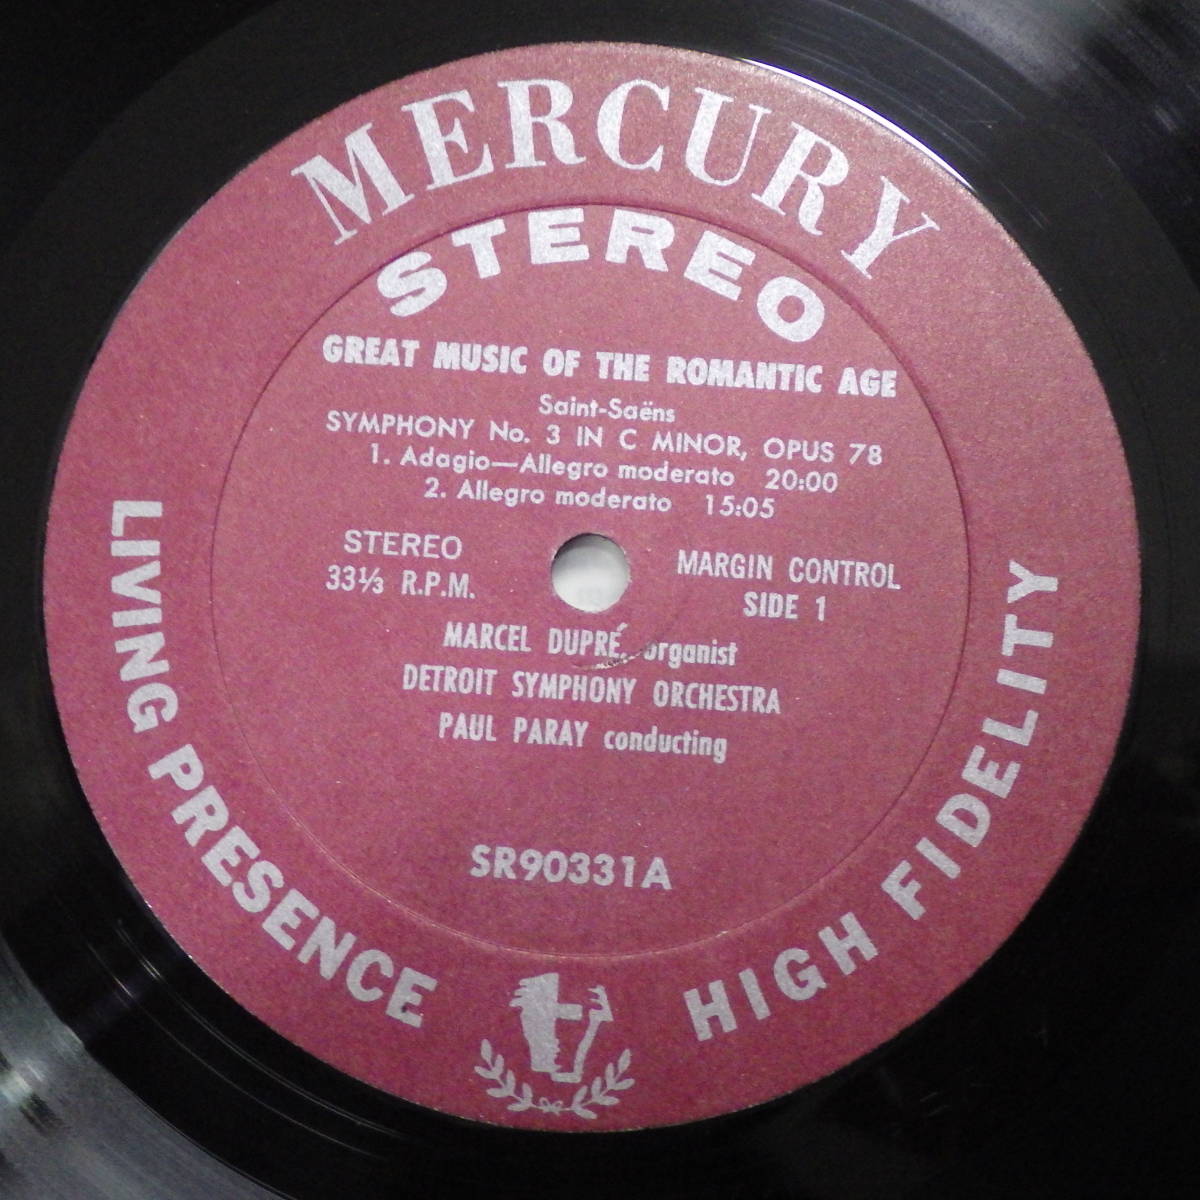 MERCURY
STEREO
GREAT MUSIC OF THE ROMANTIC AGE
Saint-Saëns
SYMPHONY No. 3 IN C MINOR, OPUS 78
1. Adagio—Allegro moderato 20:00
2. Allegro moderato 15:05
STEREO
33⅓ R.P.M.
MARGIN CONTROL
SIDE 1
MARCEL DUPRÉ, organist
DETROIT SYMPHONY ORCHESTRA
PAUL PARAY conducting
SR90331A
LIVING PRESENCE
HIGH FIDELITY